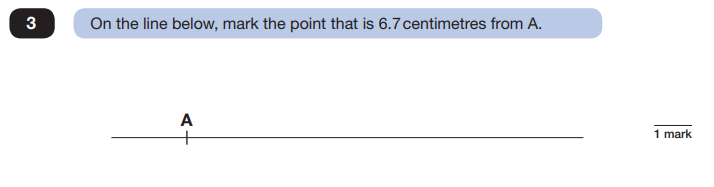 3
On the line below, mark the point that is 6.7 centimetres from A.
A
1 mark